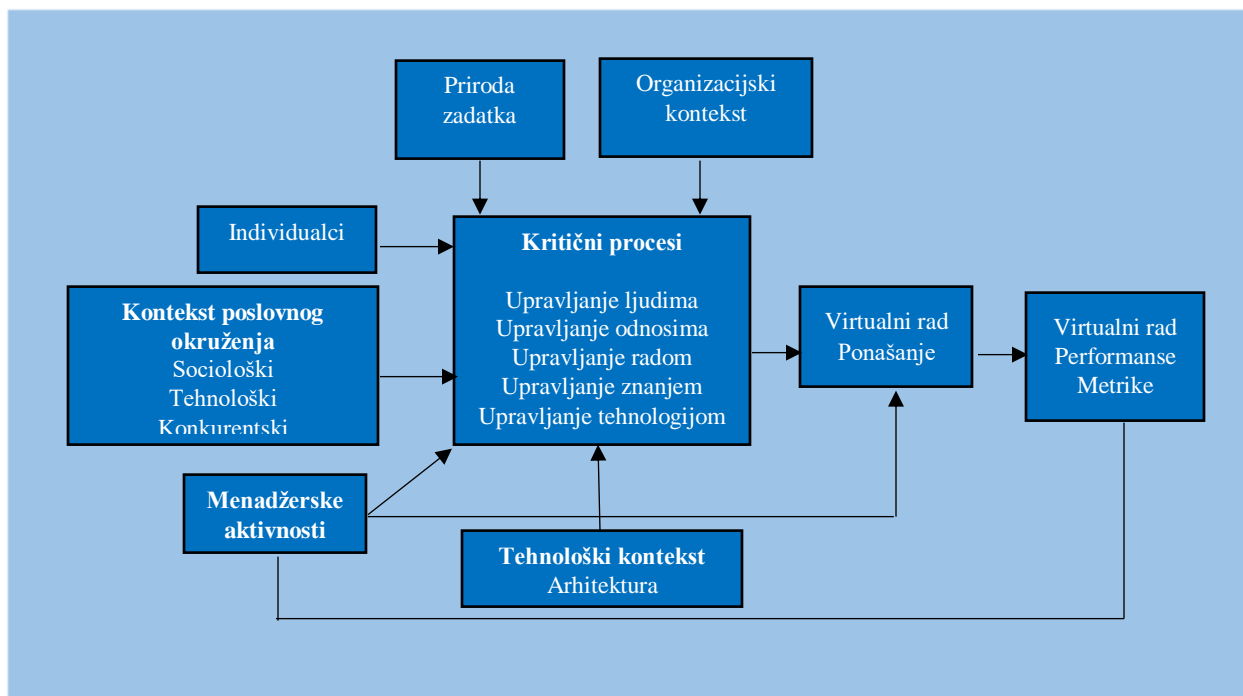 Priroda
zadatka
Organizacijski
kontekst
Individualci
Kritični procesi
Upravljanje ljudima
Upravljanje odnosima
Upravljanje radom
Upravljanje znanjem
Upravljanje tehnologijom
Kontekst poslovnog
okruženja
Sociološki
Tehnološki
Konkurentski
Virtualni rad
Ponašanje
Virtualni rad
Performanse
Metrike
Menadžerske
aktivnosti
Tehnološki kontekst
Arhitektura